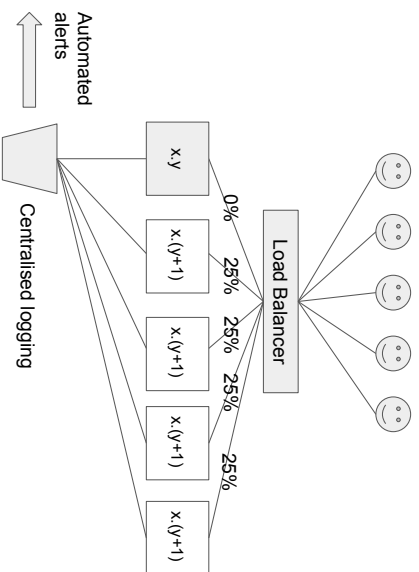 Load Balancer
0%
25%
25%
25%
25%
x.y
x.(y+1)
x.(y+1)
x.(y+1)
x.(y+1)
Centralised logging
Automated
alerts